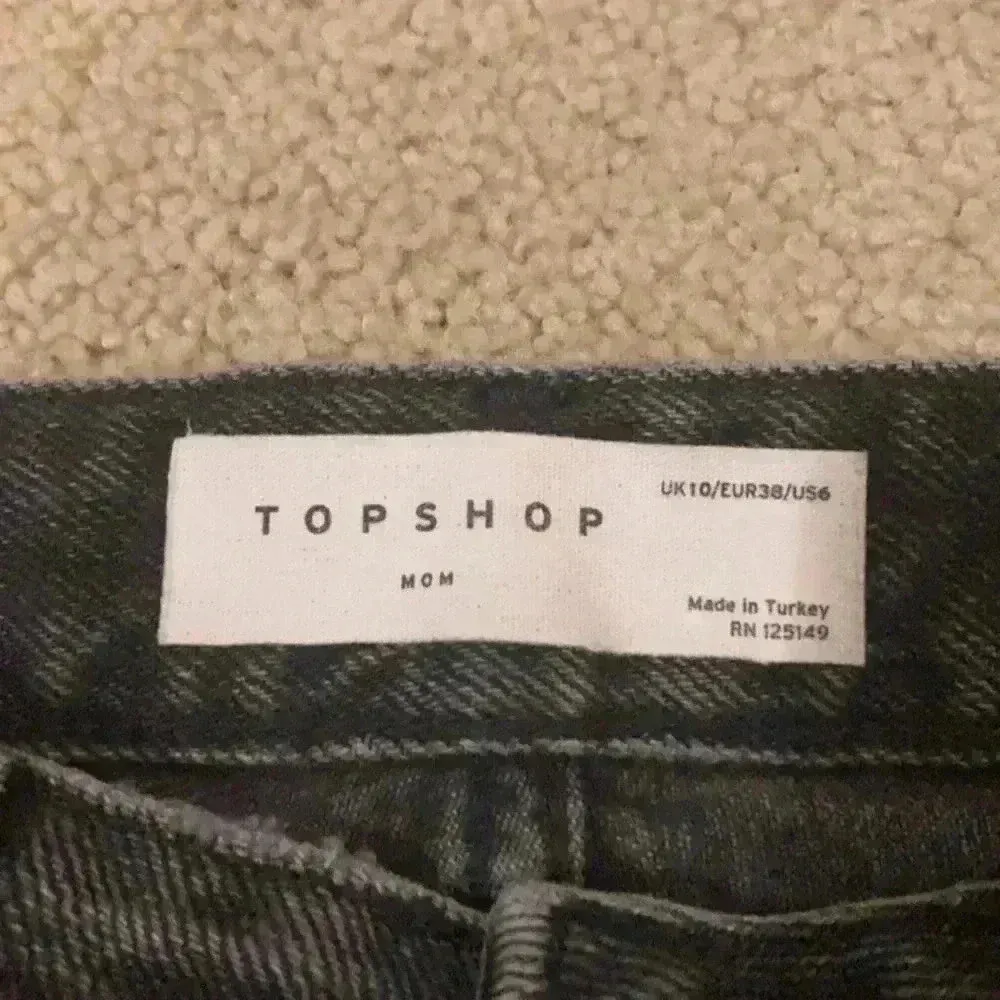 TOPSHOP
MOM
UK10/EUR38/US6
Made in Turkey
RN 125149